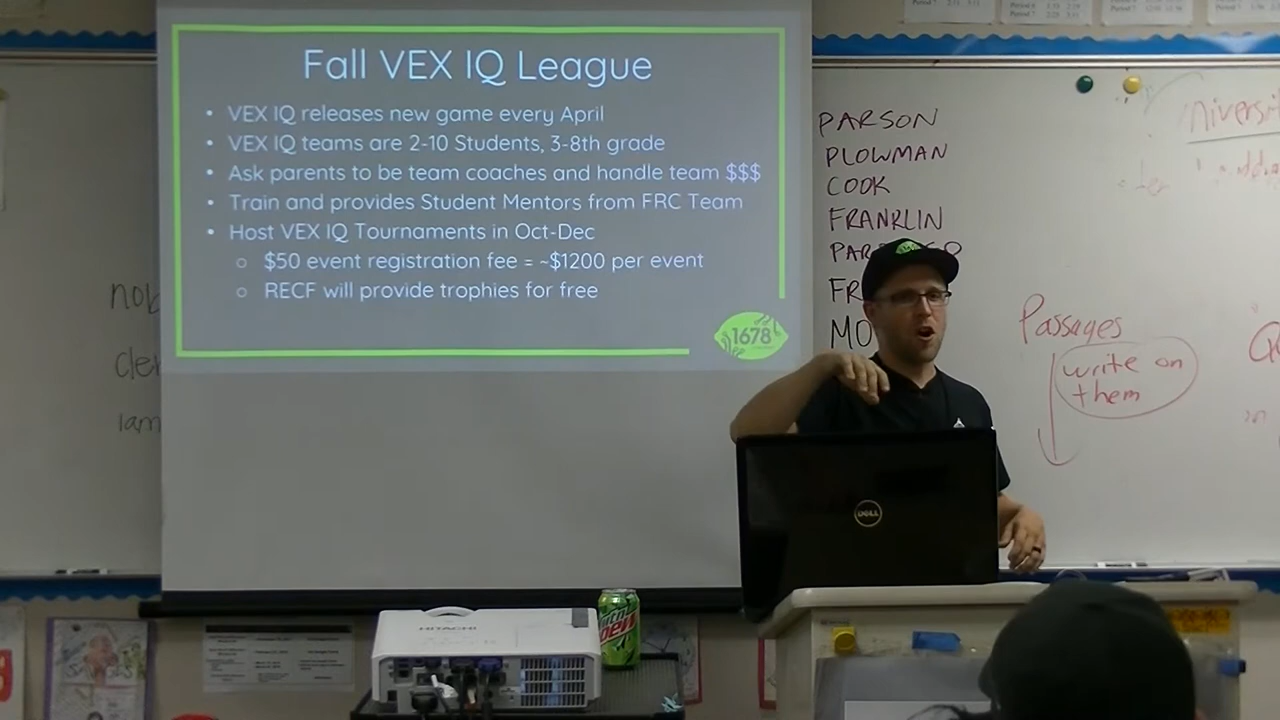 Fall VEX IQ League
• VEX IQ releases new game every April
• VEX IQ teams are 2-10 Students, 3-8th grade
• Ask parents to be team coaches and handle team $$$
• Train and provides Student Mentors from FRC Team
• Host VEX IQ Tournaments in Oct-Dec
○ $50 event registration fee = ~$1200 per event
○ RECF will provide trophies for free
1678
PARSON
PLOWMAN
COOK
FRANKLIN
FR
MO
Passages
write on
them
DELL
HITACHI
Dew